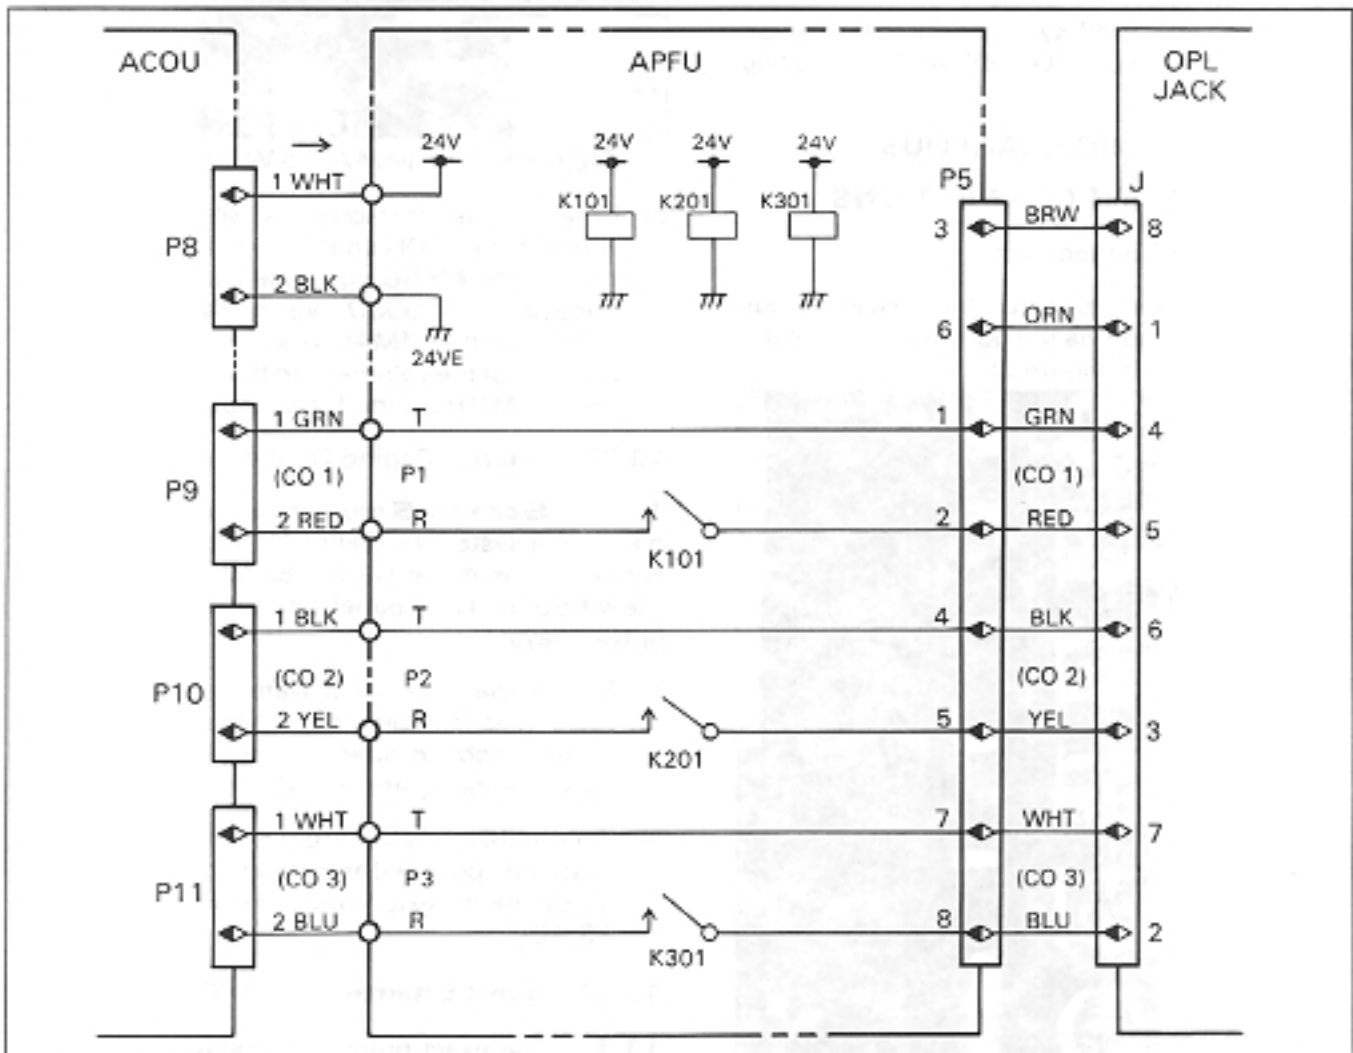 ACOU
APFU
OPL
JACK
24V
24V
24V
24V
P5
J
1 WHT
K101
K201
K301
3
BRW
8
P8
2 BLK
24VE
6
ORN
1
1 GRN
T
1
GRN
4
P9
(CO 1)
P1
(CO 1)
2 RED
R
K101
2
RED
5
1 BLK
T
4
BLK
6
P10
(CO 2)
P2
(CO 2)
2 YEL
R
K201
5
YEL
3
1 WHT
T
7
WHT
7
P11
(CO 3)
P3
(CO 3)
2 BLU
R
K301
8
BLU
2